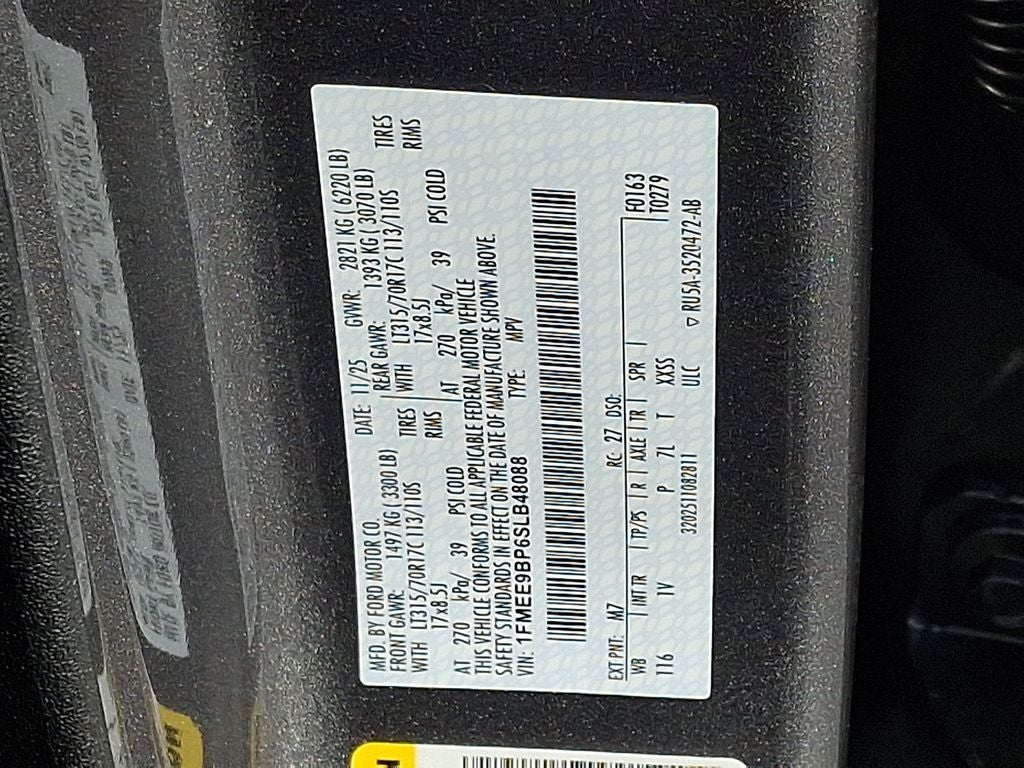 MFD. BY FORD MOTOR CO.
DATE: 11/25 GVWR: 2821 KG ( 6220 LB)
FRONT GAWR: 1497 KG ( 3300 LB) REAR GAWR: 1393 KG ( 3070 LB)
WITH LT315/70R17C 113/110S TIRES WITH LT315/70R17C 113/110S TIRES
17x8.5J RIMS 17x8.5J RIMS
AT 270 kPa/ 39 PSI COLD AT 270 kPa/ 39 PSI COLD
THIS VEHICLE CONFORMS TO ALL APPLICABLE FEDERAL MOTOR VEHICLE
SAFETY STANDARDS IN EFFECT ON THE DATE OF MANUFACTURE SHOWN ABOVE.
VIN: 1FMEE9BP6SLB48088 TYPE: MPV
EXT PNT: M7 RC: 27 DSO: F0163
WB | INT TR | TP/PS | R | AXLE | TR | SPR | T0279
116 1V P 7L T XXSS
3202511082811 ULC ▽ RU5A-3520472-AB